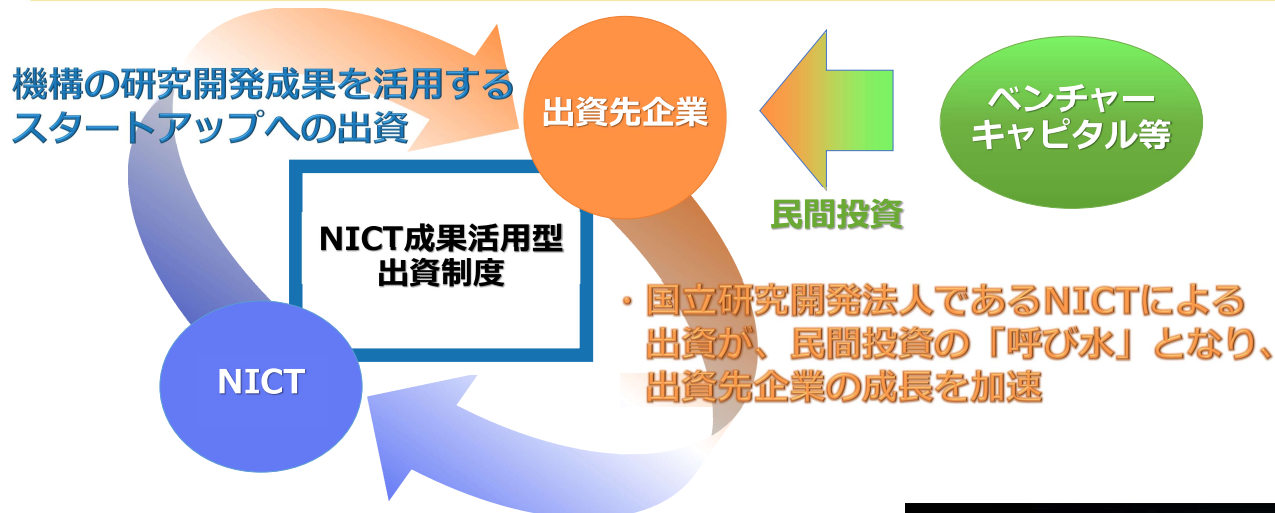 機構の研究開発成果を活用する
スタートアップへの出資
出資先企業
ベンチャー
キャピタル等
民間投資
NICT成果活用型
出資制度
・国立研究開発法人であるNICTによる
出資が、民間投資の「呼び水」となり、
出資先企業の成長を加速
NICT